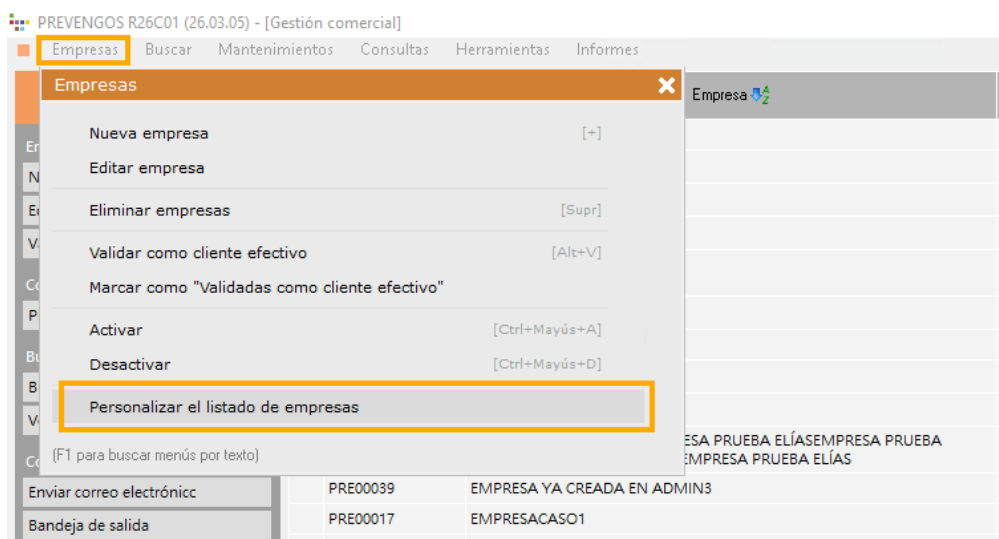 PREVENGOS R26C01 (26.03.05) - [Gestión comercial]
Empresas Buscar Mantenimientos Consultas Herramientas Informes
Empresas
Empresa
Nueva empresa [+]
Editar empresa
Eliminar empresas [Supr]
Validar como cliente efectivo [Alt+V]
Marcar como "Validadas como cliente efectivo"
Activar [Ctrl+Mayús+A]
Desactivar [Ctrl+Mayús+D]
Personalizar el listado de empresas
(F1 para buscar menús por texto)
ESA PRUEBA ELÍASEMPRESA PRUEBA
EMPRESA PRUEBA ELÍAS
Enviar correo electrónicc
PRE00039 EMPRESA YA CREADA EN ADMIN3
Bandeja de salida
PRE00017 EMPRESACASO1